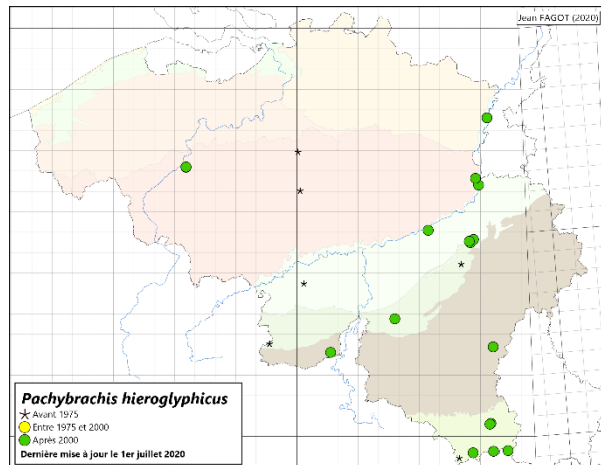 Jean FAGOT (2020)
Pachybrachis hieroglyphicus
Avant 1975
Entre 1975 et 2000
Après 2000
Dernière mise à jour le 1er juillet 2020